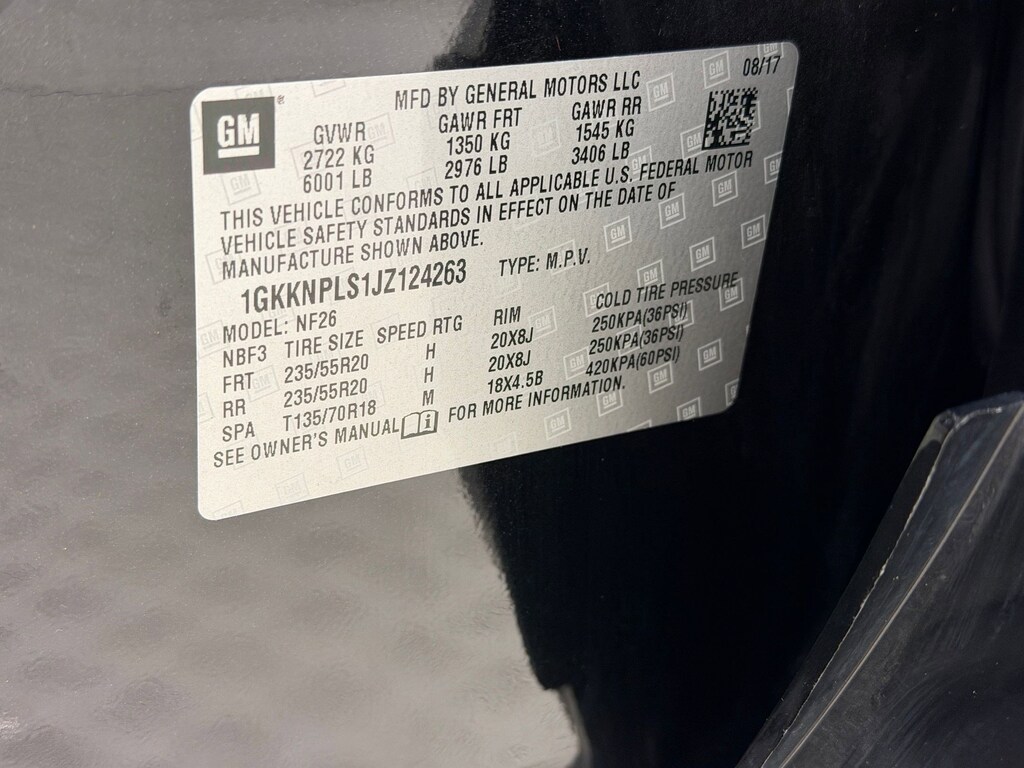 08/17
GM
®
MFD BY GENERAL MOTORS LLC
GVWR GAWR FRT GAWR RR
2722 KG 1350 KG 1545 KG
6001 LB 2976 LB 3406 LB
THIS VEHICLE CONFORMS TO ALL APPLICABLE U.S. FEDERAL MOTOR
VEHICLE SAFETY STANDARDS IN EFFECT ON THE DATE OF
MANUFACTURE SHOWN ABOVE.
1GKKNPLS1JZ124263 TYPE: M.P.V.
MODEL: NF26
NBF3 TIRE SIZE SPEED RTG RIM COLD TIRE PRESSURE
FRT 235/55R20 H 20X8J 250KPA(36PSI)
RR 235/55R20 H 20X8J 250KPA(36PSI)
SPA T135/70R18 M 18X4.5B 420KPA(60PSI)
SEE OWNER'S MANUAL FOR MORE INFORMATION.